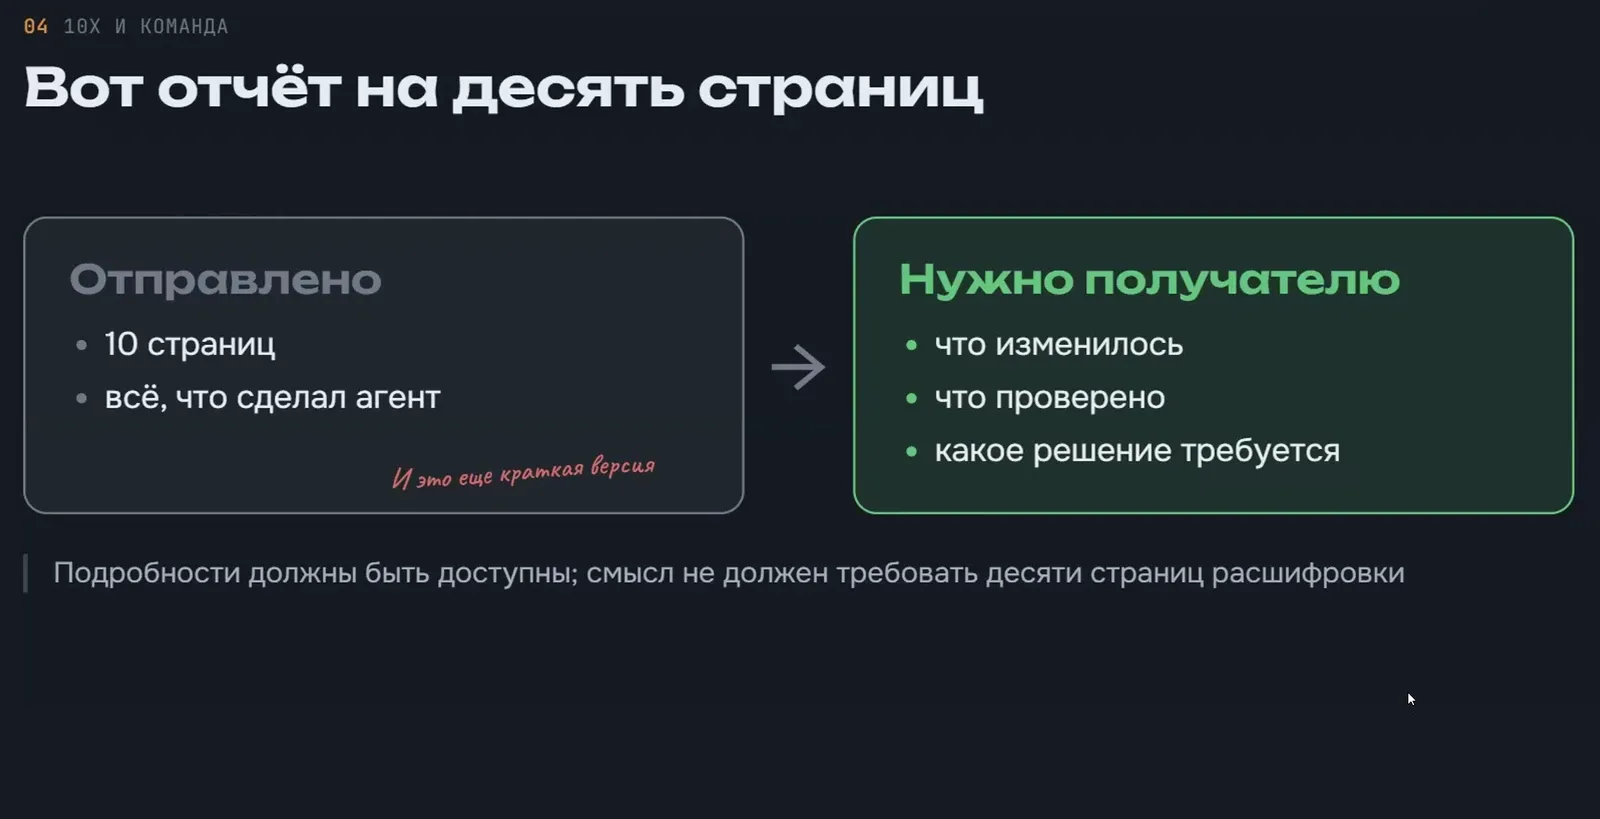 04 10X И КОМАНДА
Вот отчёт на десять страниц
Отправлено
• 10 страниц
• всё, что сделал агент
И это еще краткая версия
Нужно получателю
• что изменилось
• что проверено
• какое решение требуется
Подробности должны быть доступны; смысл не должен требовать десяти страниц расшифровки